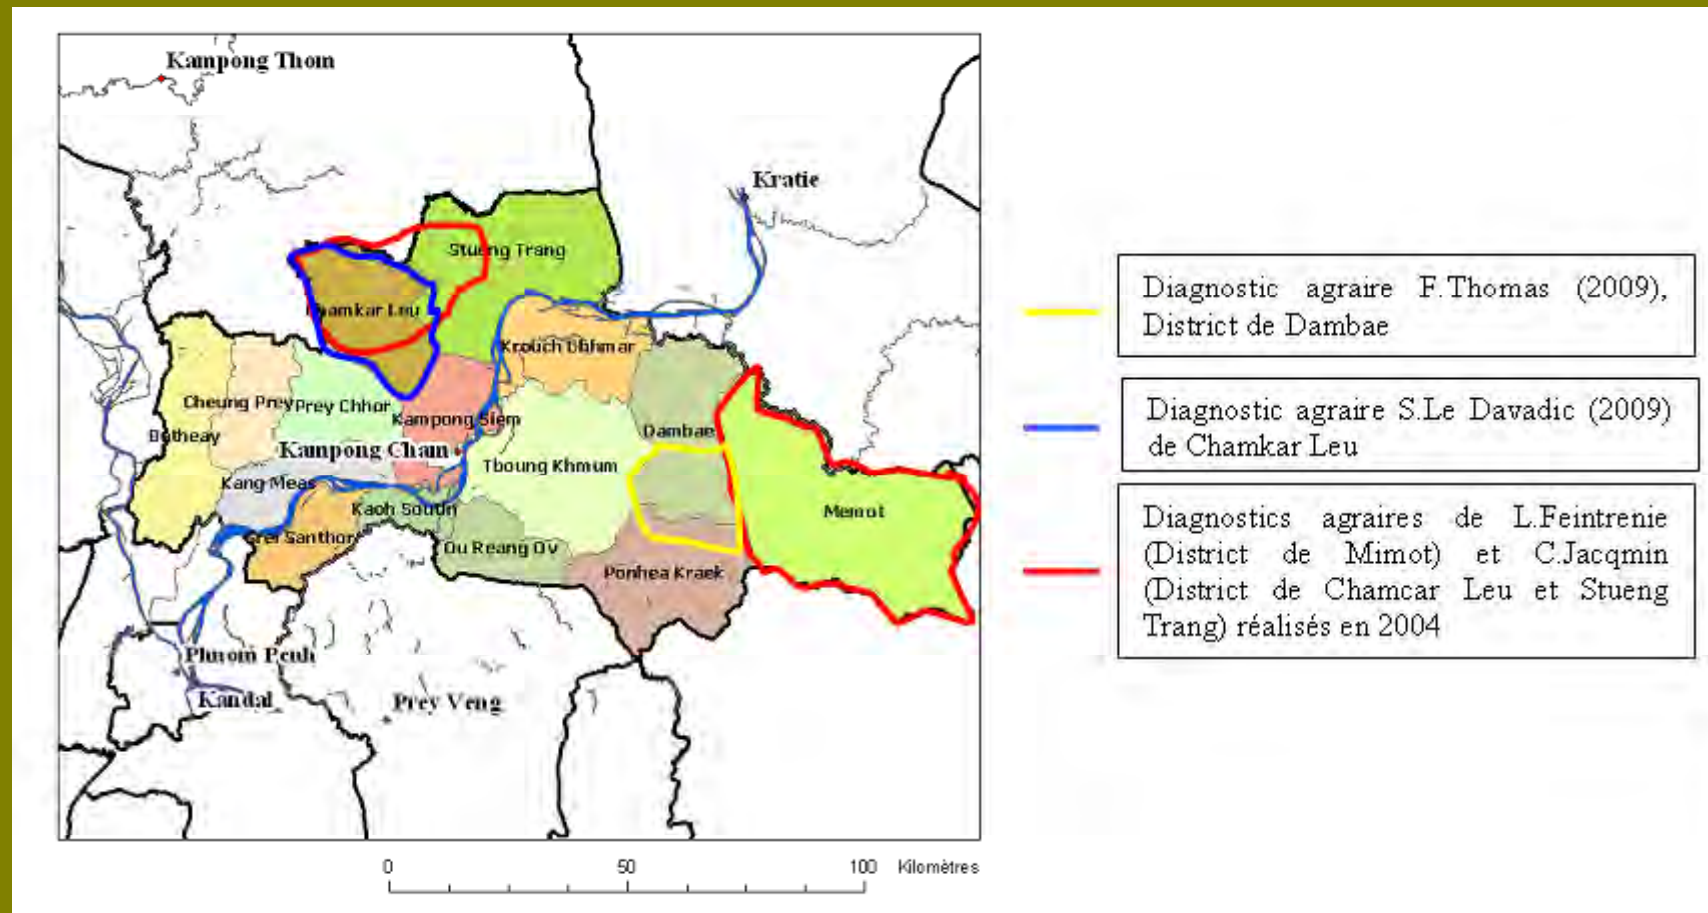 Kampong Thom
Kratie
Stueng Trang
Chamkar Leu
Krouch Chhmar
Cheung Prey
Prey Chhor
Kampong Siem
Batheay
Dambae
Kampong Cham
Tboung Khmum
Kang Meas
Memot
Kaoh Soutin
Srei Santhor
Ou Reang Ov
Ponhea Kraek
Phnom Penh
Kandal
Prey Veng
0 50 100 Kilomètres
Diagnostic agraire F.Thomas (2009),
District de Dambae
Diagnostic agraire S.Le Davadic (2009)
de Chamkar Leu
Diagnostics agraires de L.Feintrenie
(District de Mimot) et C.Jacqmin
(District de Chamcar Leu et Stueng
Trang) réalisés en 2004